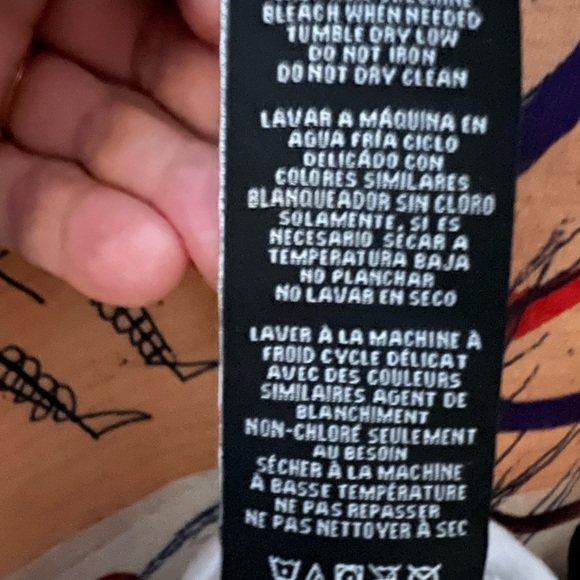 BLEACH WHEN NEEDED
TUMBLE DRY LOW
DO NOT IRON
DO NOT DRY CLEAN
LAVAR A MÁQUINA EN
AGUA FRÍA CICLO
DELICADO CON
COLORES SIMILARES
BLANQUEADOR SIN CLORO
SOLAMENTE, SI ES
NECESARIO SECAR A
TEMPERATURA BAJA
NO PLANCHAR
NO LAVAR EN SECO
LAVER À LA MACHINE À
FROID CYCLE DÉLICAT
AVEC DES COULEURS
SIMILAIRES AGENT DE
BLANCHIMENT
NON-CHLORÉ SEULEMENT
AU BESOIN
SÉCHER À LA MACHINE
À BASSE TEMPÉRATURE
NE PAS REPASSER
NE PAS NETTOYER À SEC